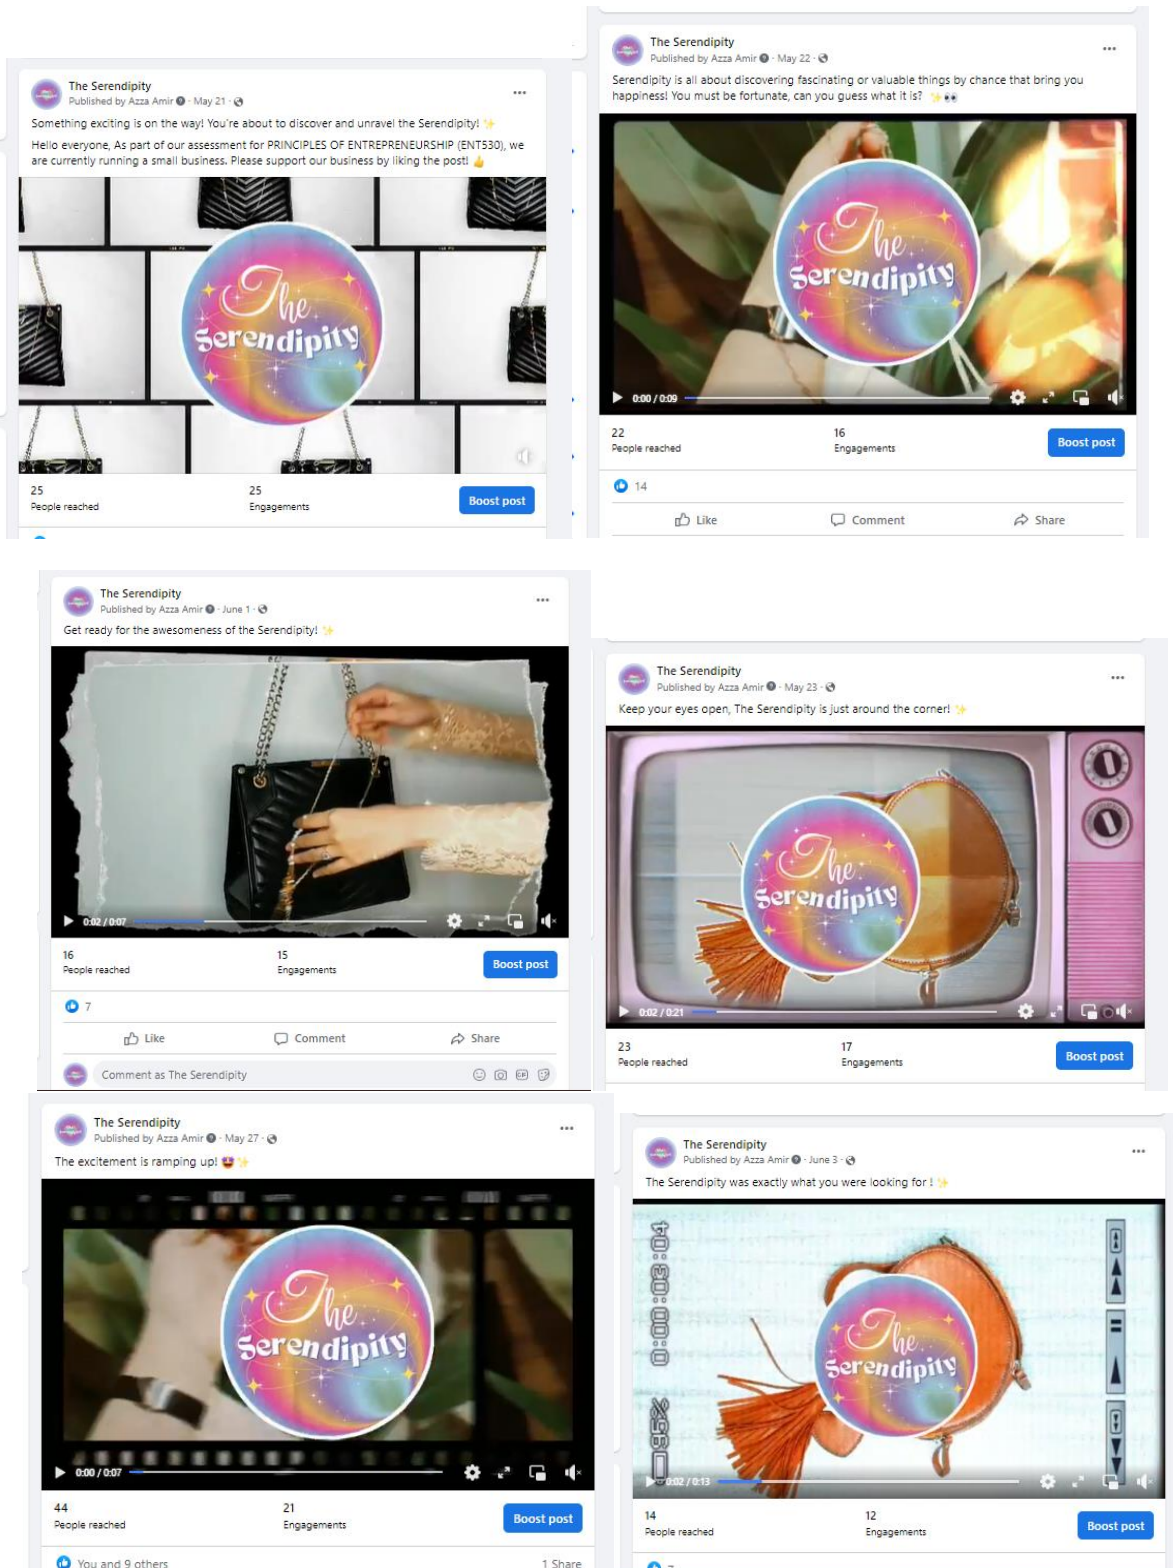 The Serendipity
Published by Azza Amir · May 21 ·
Something exciting is on the way! You're about to discover and unravel the Serendipity! ✨
Hello everyone, As part of our assessment for PRINCIPLES OF ENTREPRENEURSHIP (ENT530), we
are currently running a small business. Please support our business by liking the post! 👍
The
Serendipity
25
People reached
25
Engagements
Boost post
The Serendipity
Published by Azza Amir · May 22 ·
Serendipity is all about discovering fascinating or valuable things by chance that bring you
happiness! You must be fortunate, can you guess what it is? ✨👀
The
Serendipity
0:00 / 0:09
22
People reached
16
Engagements
Boost post
14
Like
Comment
Share
The Serendipity
Published by Azza Amir · June 1 ·
Get ready for the awesomeness of the Serendipity! ✨
0:02 / 0:07
16
People reached
15
Engagements
Boost post
7
Like
Comment
Share
Comment as The Serendipity
The Serendipity
Published by Azza Amir · May 23 ·
Keep your eyes open, The Serendipity is just around the corner! ✨
The
Serendipity
0:02 / 0:21
23
People reached
17
Engagements
Boost post
The Serendipity
Published by Azza Amir · May 27 ·
The excitement is ramping up! 🤩✨
The
Serendipity
0:00 / 0:07
44
People reached
21
Engagements
Boost post
You and 9 others
1 Share
The Serendipity
Published by Azza Amir · June 3 ·
The Serendipity was exactly what you were looking for ! ✨
0:00:03:04
The
Serendipity
0:02 / 0:13
14
People reached
12
Engagements
Boost post